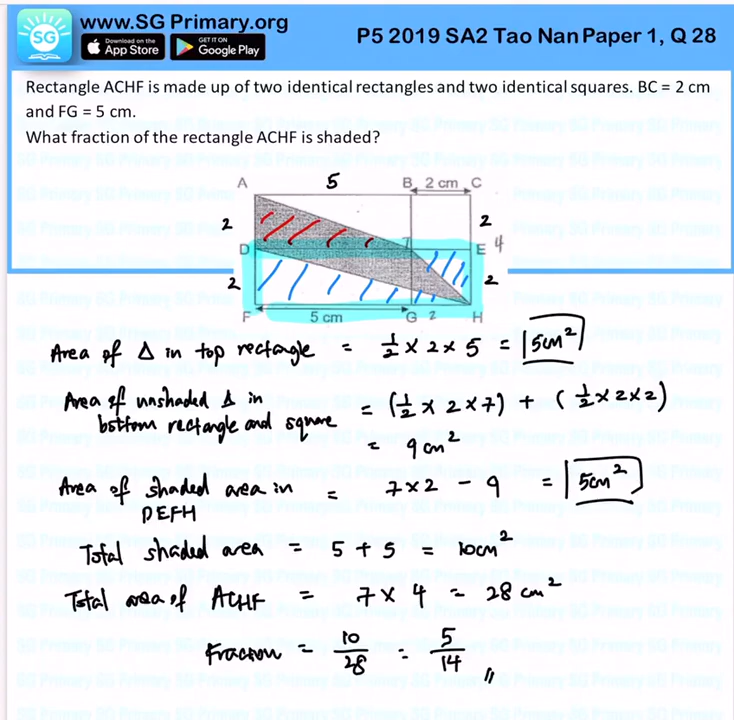 www.SG Primary.org
SG
Download on the
App Store
GET IT ON
Google Play
P5 2019 SA2 Tao Nan Paper 1, Q 28
Rectangle ACHF is made up of two identical rectangles and two identical squares. BC = 2 cm
and FG = 5 cm.
What fraction of the rectangle ACHF is shaded?
A 5 B 2 cm C
2 2
D E 4
2 2
F 5 cm G 2 H
Area of Δ in top rectangle = 1/2 × 2 × 5 = 5cm²
Area of unshaded Δ in = (1/2 × 2 × 7) + (1/2 × 2 × 2)
bottom rectangle and square = 9 cm²
Area of shaded area in = 7 × 2 − 9 = 5cm²
DEFH
Total shaded area = 5 + 5 = 10cm²
Total area of ACHF = 7 × 4 = 28 cm²
Fraction = 10/28 = 5/14